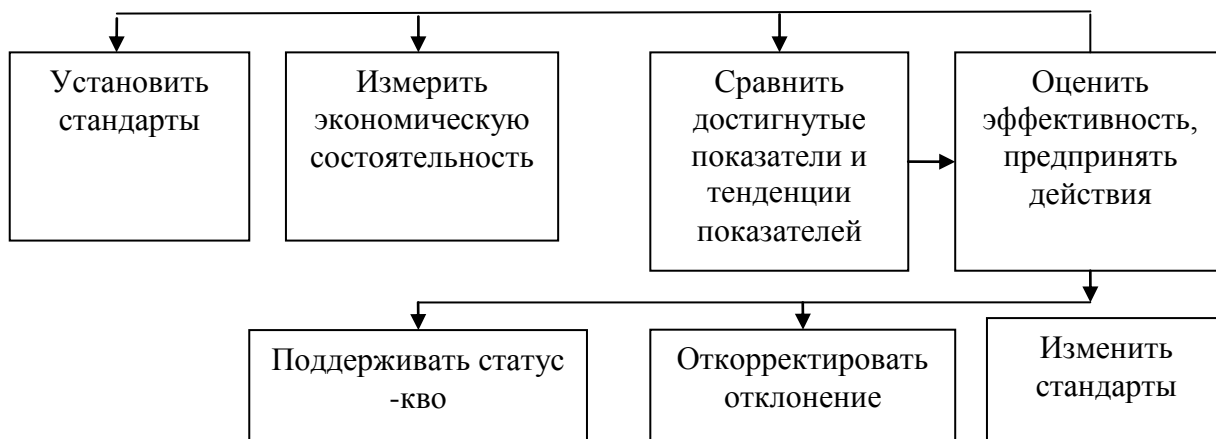 Установить
стандарты
Измерить
экономическую
состоятельность
Сравнить
достигнутые
показатели и
тенденции
показателей
Оценить
эффективность,
предпринять
действия
Поддерживать статус
-кво
Откорректировать
отклонение
Изменить
стандарты